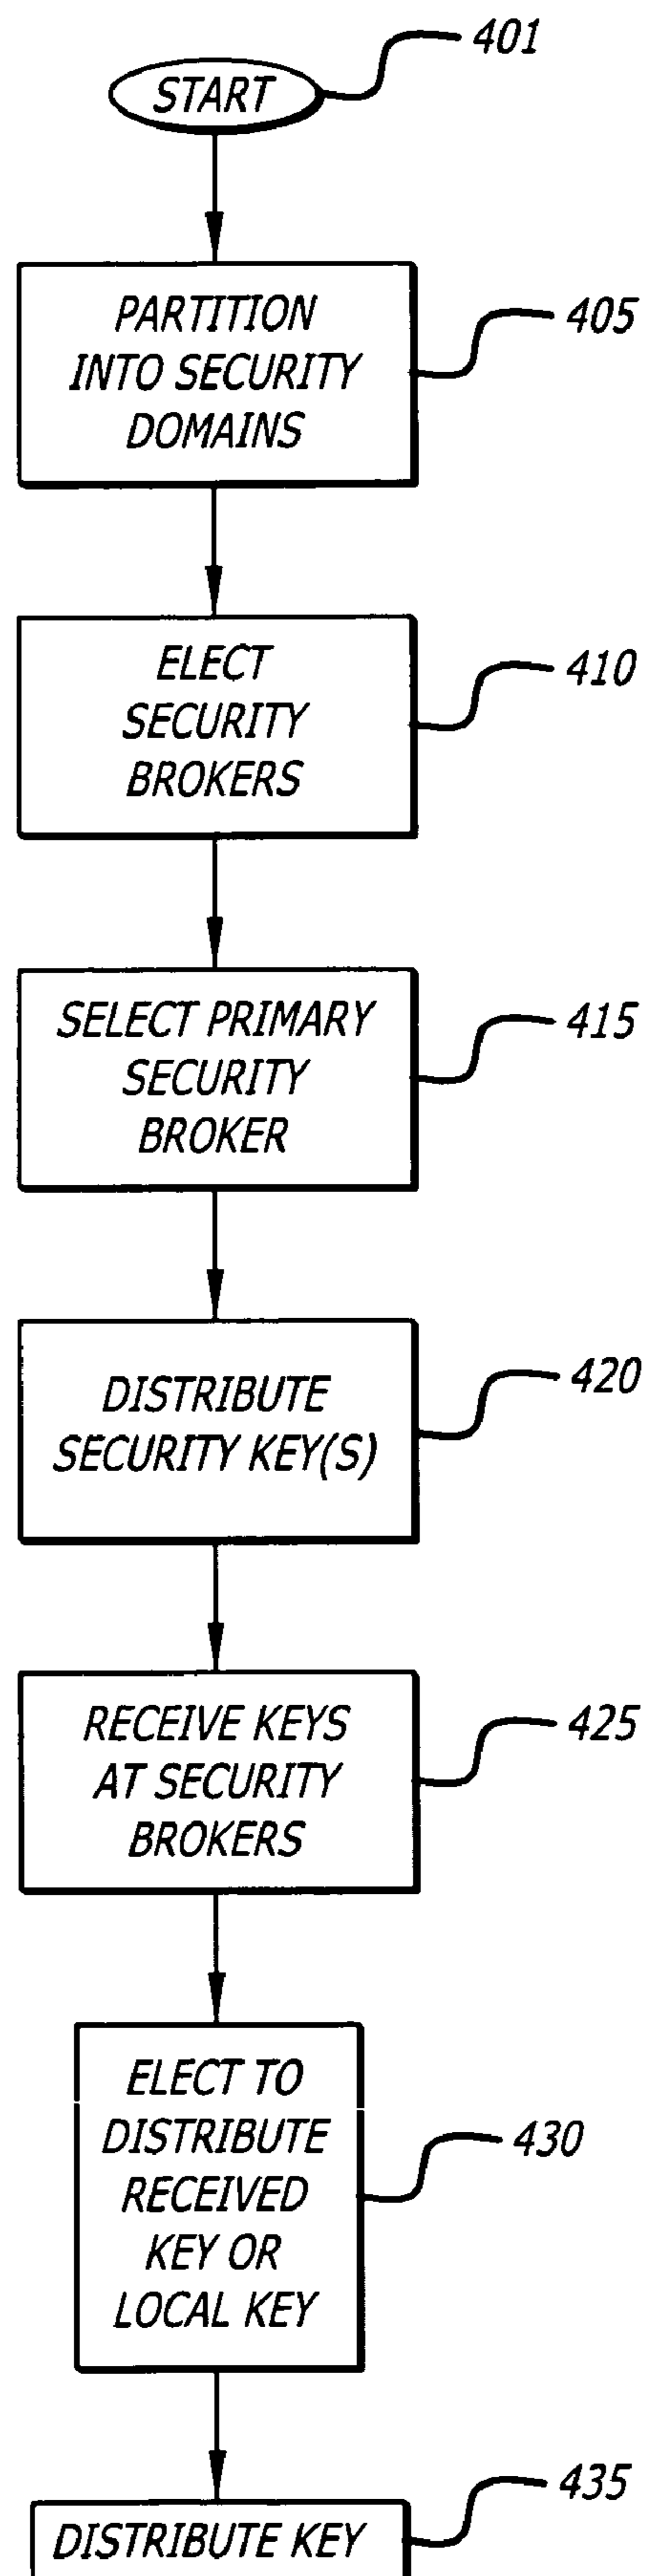 401
START
405
PARTITION
INTO SECURITY
DOMAINS
410
ELECT
SECURITY
BROKERS
415
SELECT PRIMARY
SECURITY
BROKER
420
DISTRIBUTE
SECURITY KEY(S)
425
RECEIVE KEYS
AT SECURITY
BROKERS
430
ELECT TO
DISTRIBUTE
RECEIVED
KEY OR
LOCAL KEY
435
DISTRIBUTE KEY